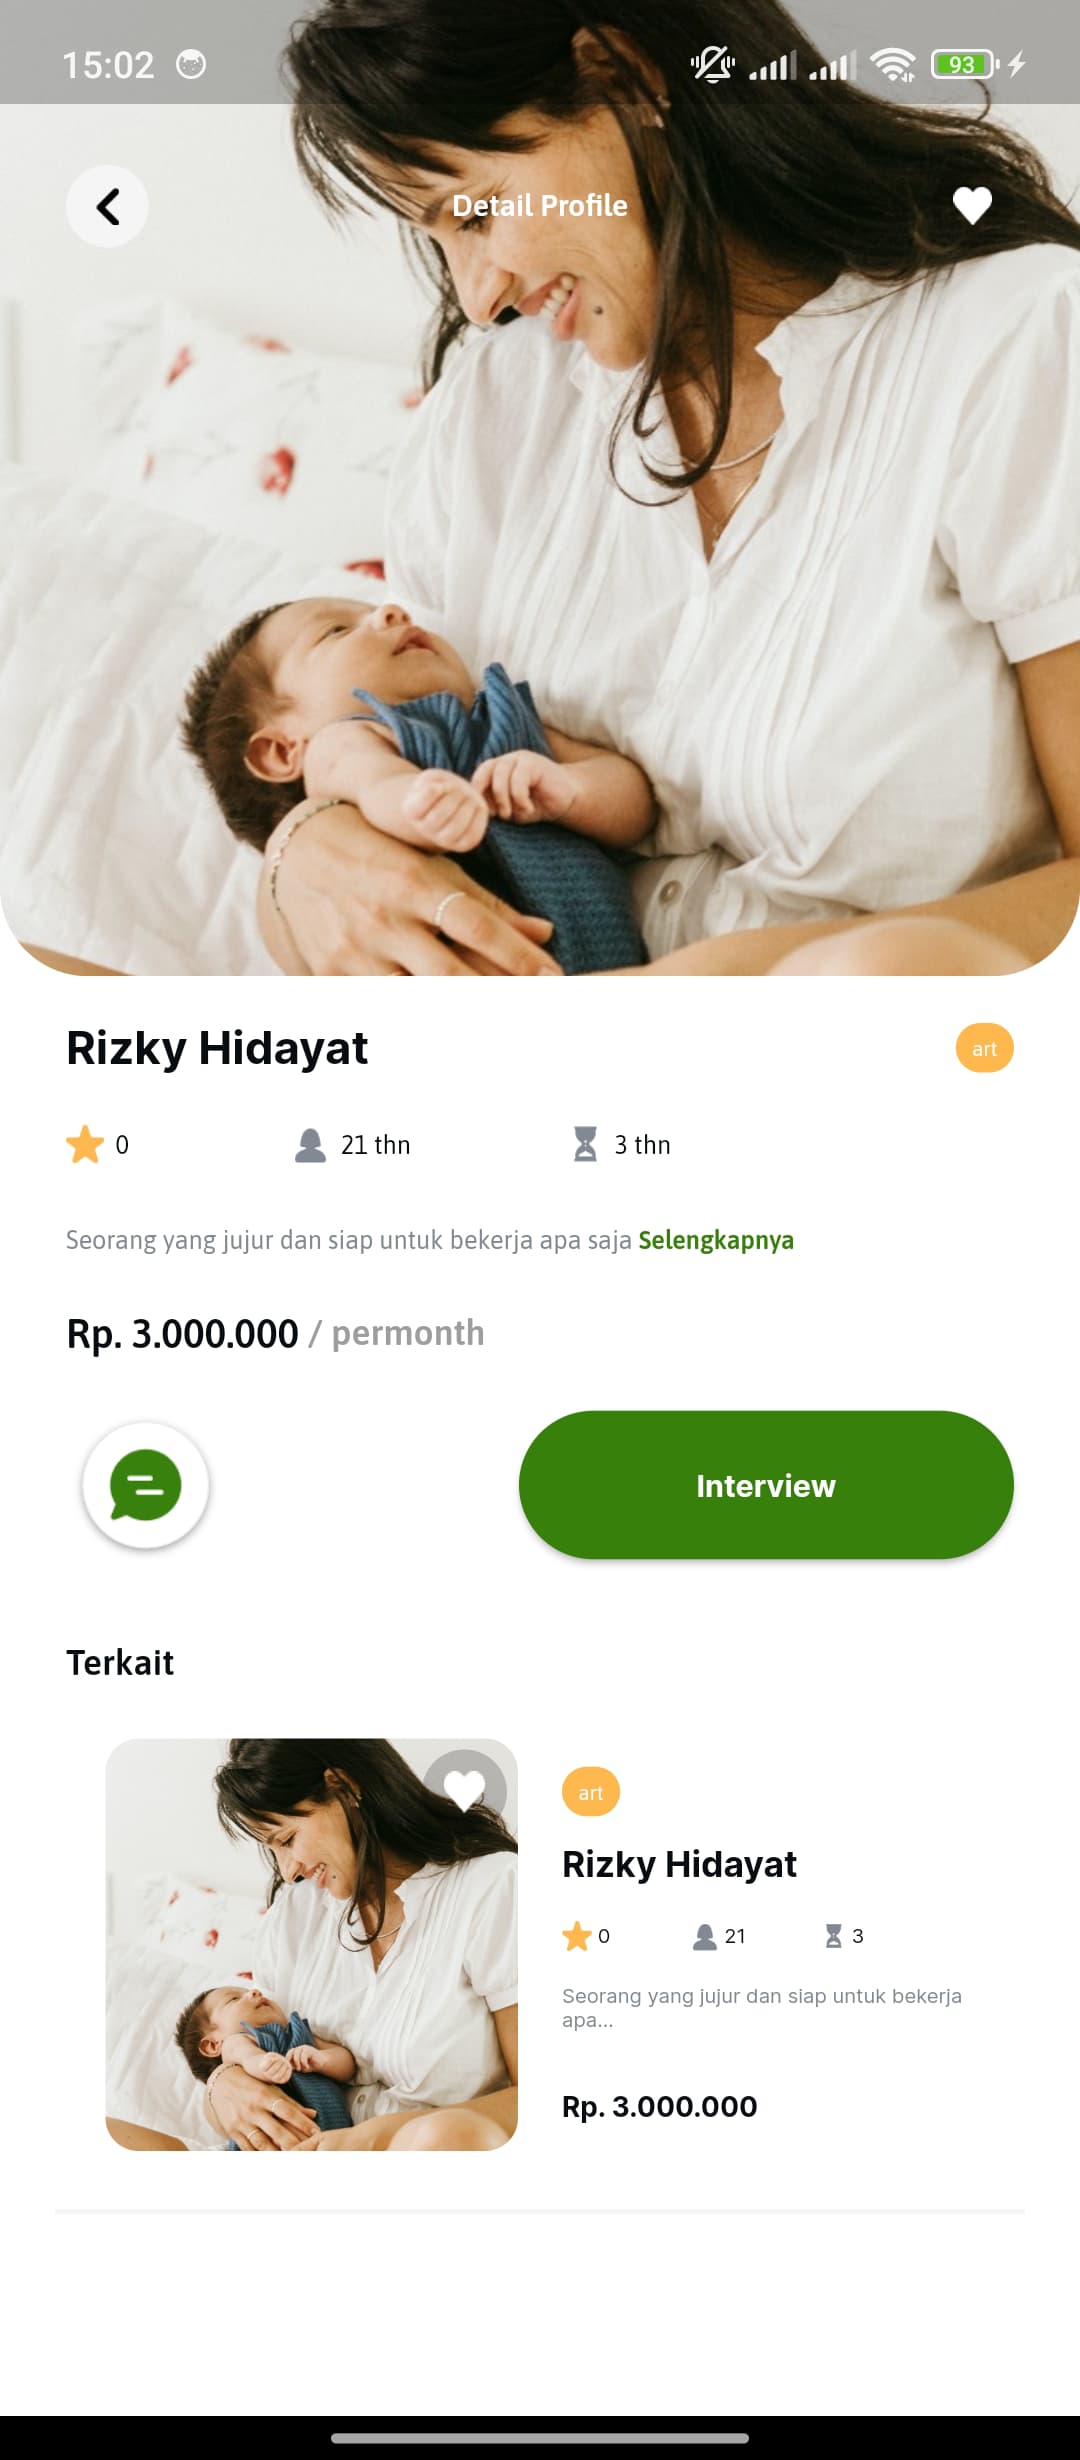 15:02
93
Detail Profile
Rizky Hidayat
art
0
21 thn
3 thn
Seorang yang jujur dan siap untuk bekerja apa saja Selengkapnya
Rp. 3.000.000 / permonth
Interview
Terkait
art
Rizky Hidayat
0
21
3
Seorang yang jujur dan siap untuk bekerja
apa...
Rp. 3.000.000